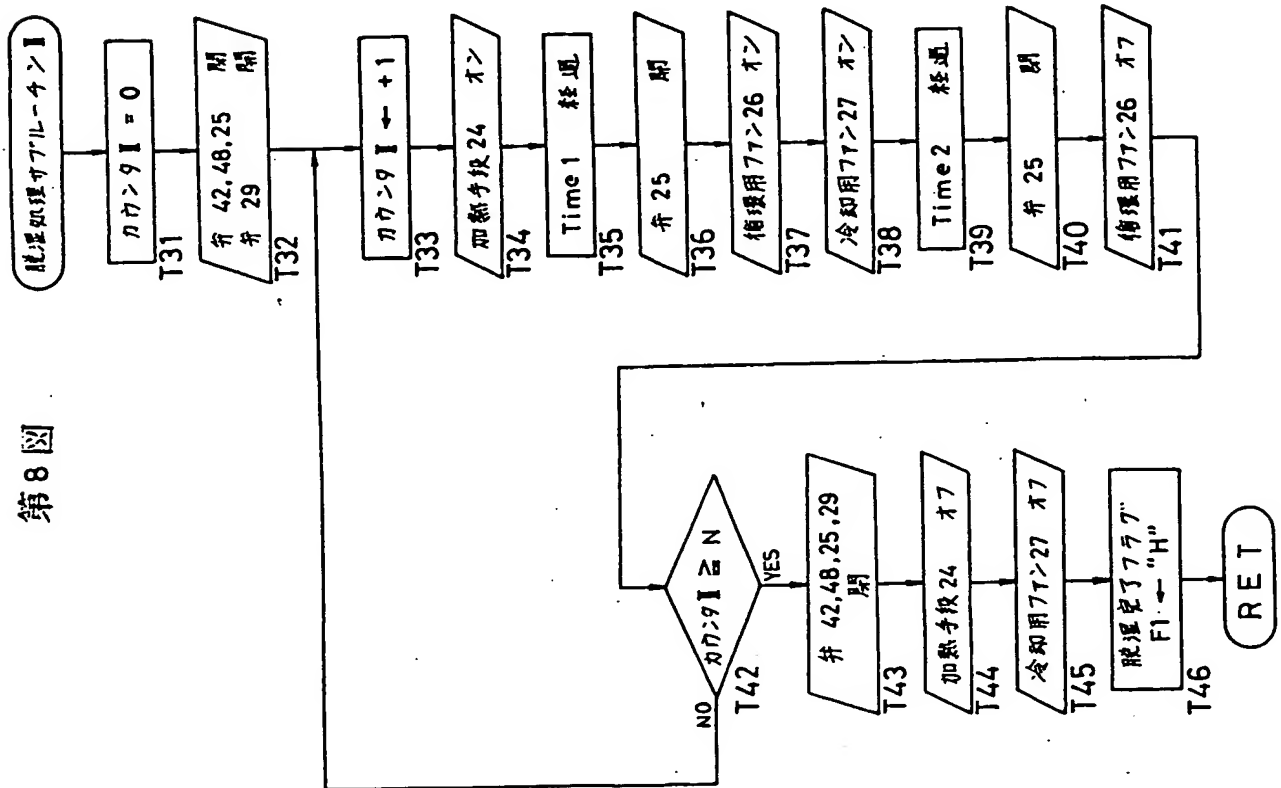 第8図
脱湿処理サブルーチンⅡ
カウンタⅡ = 0
T31
弁 42,48,25 閉
弁 29 開
T32
カウンタⅡ ← +1
T33
加熱手段24 オン
T34
Time1 経過
T35
弁 25 開
T36
循環用ファン26 オン
T37
冷却用ファン27 オン
T38
Time2 経過
T39
弁 25 閉
T40
循環用ファン26 オフ
T41
カウンタⅡ ≧ N
T42
NO
YES
弁 42,48,25,29
T43
加熱手段24 オフ
T44
冷却用ファン27 オフ
T45
脱湿完了フラグ
F1 ← "H"
T46
RET